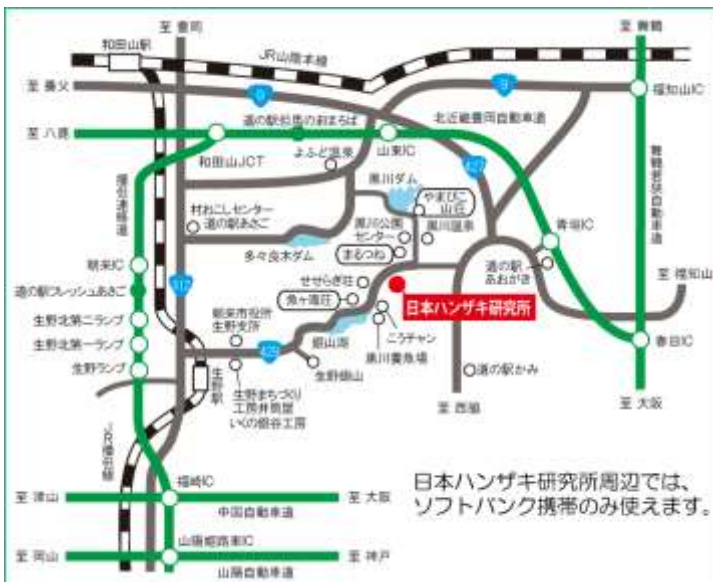 至 豊岡
至 舞鶴
和田山駅
JR山陰本線
至 養父
9
9
福知山IC
北近畿豊岡自動車道
至 八鹿
道の駅但馬のまほろば
山東IC
和田山JCT
よふど温泉
427
黒川ダム
やまびこ
山荘
播但連絡道
舞鶴若狭自動車道
村おこしセンター
道の駅あさご
黒川公園
センター
黒川温泉
青垣IC
まるつね
多々良木ダム
朝来IC
道の駅
あおがき
至 福知山
312
せせらぎ荘
道の駅フレッシュあさご
魚ヶ滝荘
日本ハンザキ研究所
生野北第二ランプ
朝来市役所
生野支所
銀山湖
こうチャン
生野北第一ランプ
429
黒川養魚場
春日IC
生野ランプ
生野駅
生野銀山
道の駅かみ
生野まちづくり
工房井筒屋
いくの銀谷工房
至 西脇
至 大阪
JR播但線
福崎IC
日本ハンザキ研究所周辺では、
ソフトバンク携帯のみ使えます。
至 津山
至 大阪
中国自動車道
山陽姫路東IC
至 岡山
至 神戸
山陽自動車道